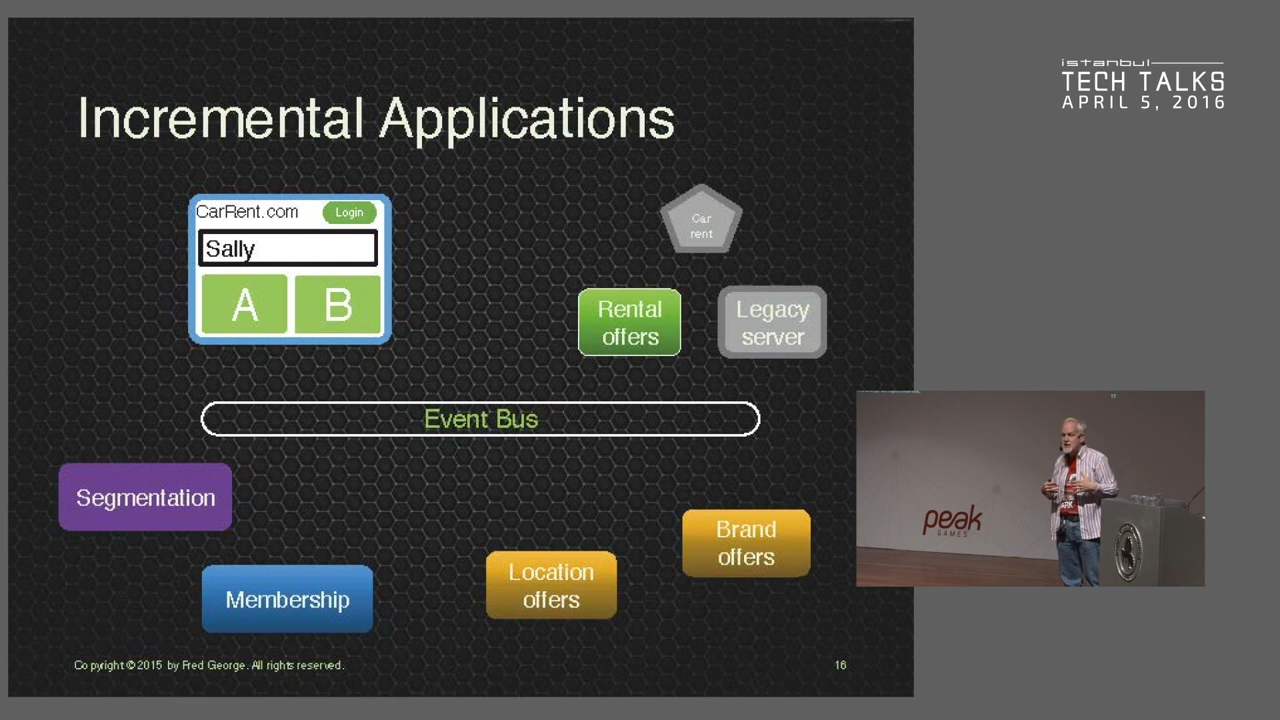 istanbul
TECH TALKS
APRIL 5, 2016
Incremental Applications
CarRent.com
Login
Sally
A B
Car
rent
Rental
offers
Legacy
server
Event Bus
Segmentation
Membership
Location
offers
Brand
offers
peak
GAMES
Copyright © 2015 by Fred George. All rights reserved.
16